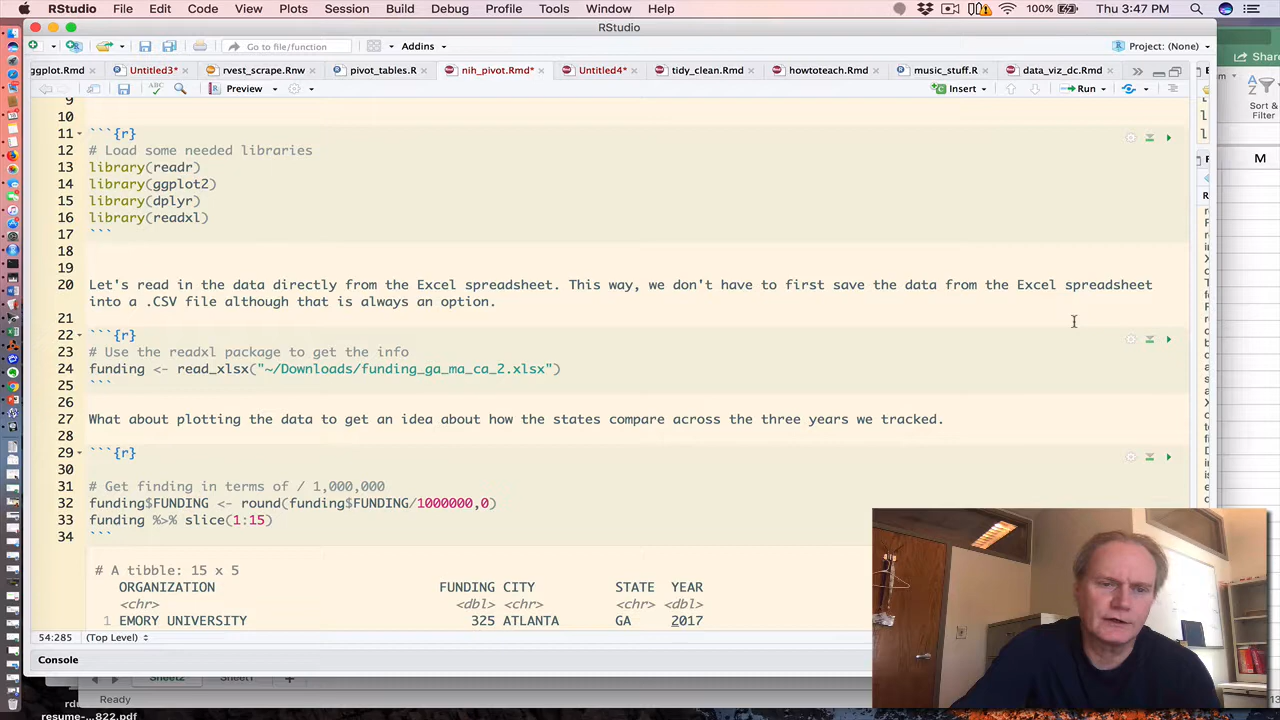 RStudio File Edit Code View Plots Session Build Debug Profile Tools Window Help 100% Thu 3:47 PM
RStudio
Go to file/function Addins Project: (None)
ggplot.Rmd Untitled3* rvest_scrape.Rnw pivot_tables.R nih_pivot.Rmd* Untitled4* tidy_clean.Rmd howtoteach.Rmd music_stuff.R data_viz_dc.Rmd
Preview Insert Run
9
10
11 ```{r}
12 # Load some needed libraries
13 library(readr)
14 library(ggplot2)
15 library(dplyr)
16 library(readxl)
17 ```
18
19
20 Let's read in the data directly from the Excel spreadsheet. This way, we don't have to first save the data from the Excel spreadsheet
into a .CSV file although that is always an option.
21
22 ```{r}
23 # Use the readxl package to get the info
24 funding <- read_xlsx("~/Downloads/funding_ga_ma_ca_2.xlsx")
25 ```
26
27 What about plotting the data to get an idea about how the states compare across the three years we tracked.
28
29 ```{r}
30
31 # Get finding in terms of / 1,000,000
32 funding$FUNDING <- round(funding$FUNDING/1000000,0)
33 funding %>% slice(1:15)
34 ```
# A tibble: 15 x 5
ORGANIZATION FUNDING CITY STATE YEAR
<chr> <dbl> <chr> <chr> <dbl>
1 EMORY UNIVERSITY 325 ATLANTA GA 2017
54:285 (Top Level)
Console
Sheet2 Sheet1
Ready
resume-...822.pdf
Share
Sort &
Filter
M